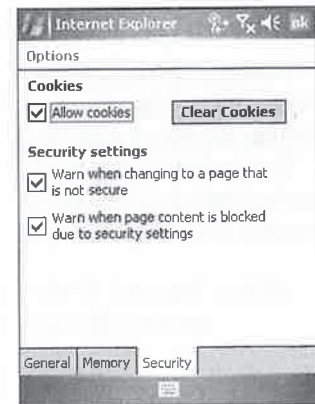 Internet Explorer ok
Options
Cookies
Allow cookies Clear Cookies
Security settings
Warn when changing to a page that
is not secure
Warn when page content is blocked
due to security settings
General Memory Security